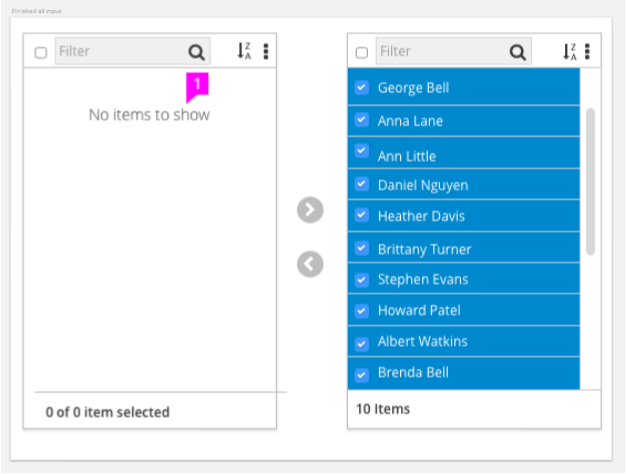 Finished all move
Filter
Z
A
1
No items to show
0 of 0 item selected
Filter
Z
A
George Bell
Anna Lane
Ann Little
Daniel Nguyen
Heather Davis
Brittany Turner
Stephen Evans
Howard Patel
Albert Watkins
Brenda Bell
10 Items